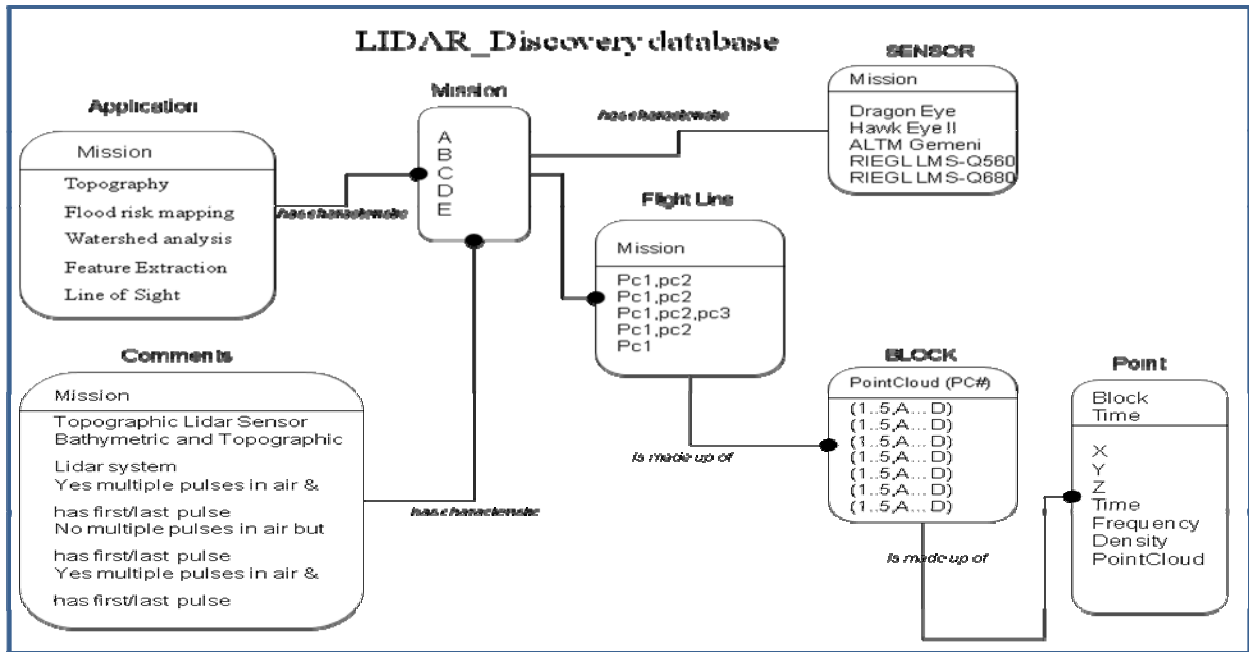 LIDAR_Discovery database
Application
Mission
Topography
Flood risk mapping
Watershed analysis
Feature Extraction
Line of Sight
has characteristic
Mission
A
B
C
D
E
has characteristic
SENSOR
Mission
Dragon Eye
Hawk Eye II
ALTM Gemeni
RIEGL LMS-Q560
RIEGL LMS-Q680
Flight Line
Mission
Pc1,pc2
Pc1,pc2
Pc1,pc2,pc3
Pc1,pc2
Pc1
Comments
Mission
Topographic Lidar Sensor
Bathymetric and Topographic
Lidar system
Yes multiple pulses in air &
has first/last pulse
No multiple pulses in air but
has first/last pulse
Yes multiple pulses in air &
has first/last pulse
has characteristic
is made up of
BLOCK
PointCloud (PC#)
(1..5,A... D)
(1..5,A... D)
(1..5,A... D)
(1..5,A... D)
(1..5,A... D)
(1..5,A... D)
(1..5,A... D)
is made up of
Point
Block
Time
X
Y
Z
Time
Frequency
Density
PointCloud